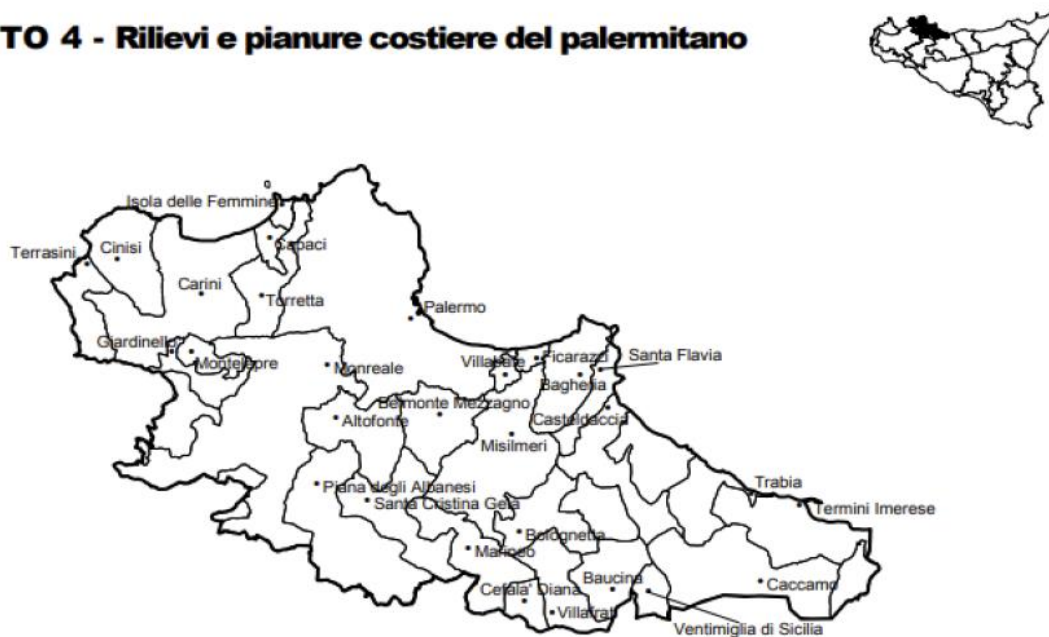 TO 4 - Rilievi e pianure costiere del palermitano
Isola delle Femmine
Capaci
Terrasini
Cinisi
Carini
Torretta
Palermo
Giardinello
Montelepre
Monreale
Villabate
Ficarazzi
Santa Flavia
Bagheria
Belmonte Mezzagno
Casteldaccia
Altofonte
Misilmeri
Piana degli Albanesi
Santa Cristina Gela
Trabia
Termini Imerese
Bolognetta
Marineo
Baucina
Caccamo
Cefala' Diana
Villafrati
Ventimiglia di Sicilia